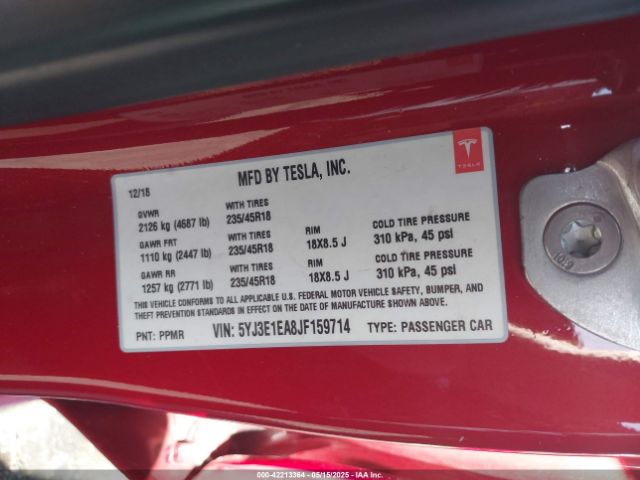 MFD BY TESLA, INC.
TESLA
12/18
GVWR WITH TIRES
2126 kg (4687 lb) 235/45R18
GAWR FRT WITH TIRES RIM COLD TIRE PRESSURE
1110 kg (2447 lb) 235/45R18 18X8.5 J 310 kPa, 45 psi
GAWR RR WITH TIRES RIM COLD TIRE PRESSURE
1257 kg (2771 lb) 235/45R18 18X8.5 J 310 kPa, 45 psi
THIS VEHICLE CONFORMS TO ALL APPLICABLE U.S. FEDERAL MOTOR VEHICLE SAFETY, BUMPER, AND
THEFT PREVENTION STANDARDS IN EFFECT ON THE DATE OF MANUFACTURE SHOWN ABOVE.
PNT: PPMR VIN: 5YJ3E1EA8JF159714 TYPE: PASSENGER CAR
10.9
000-42213364 - 05/15/2025 - COPART